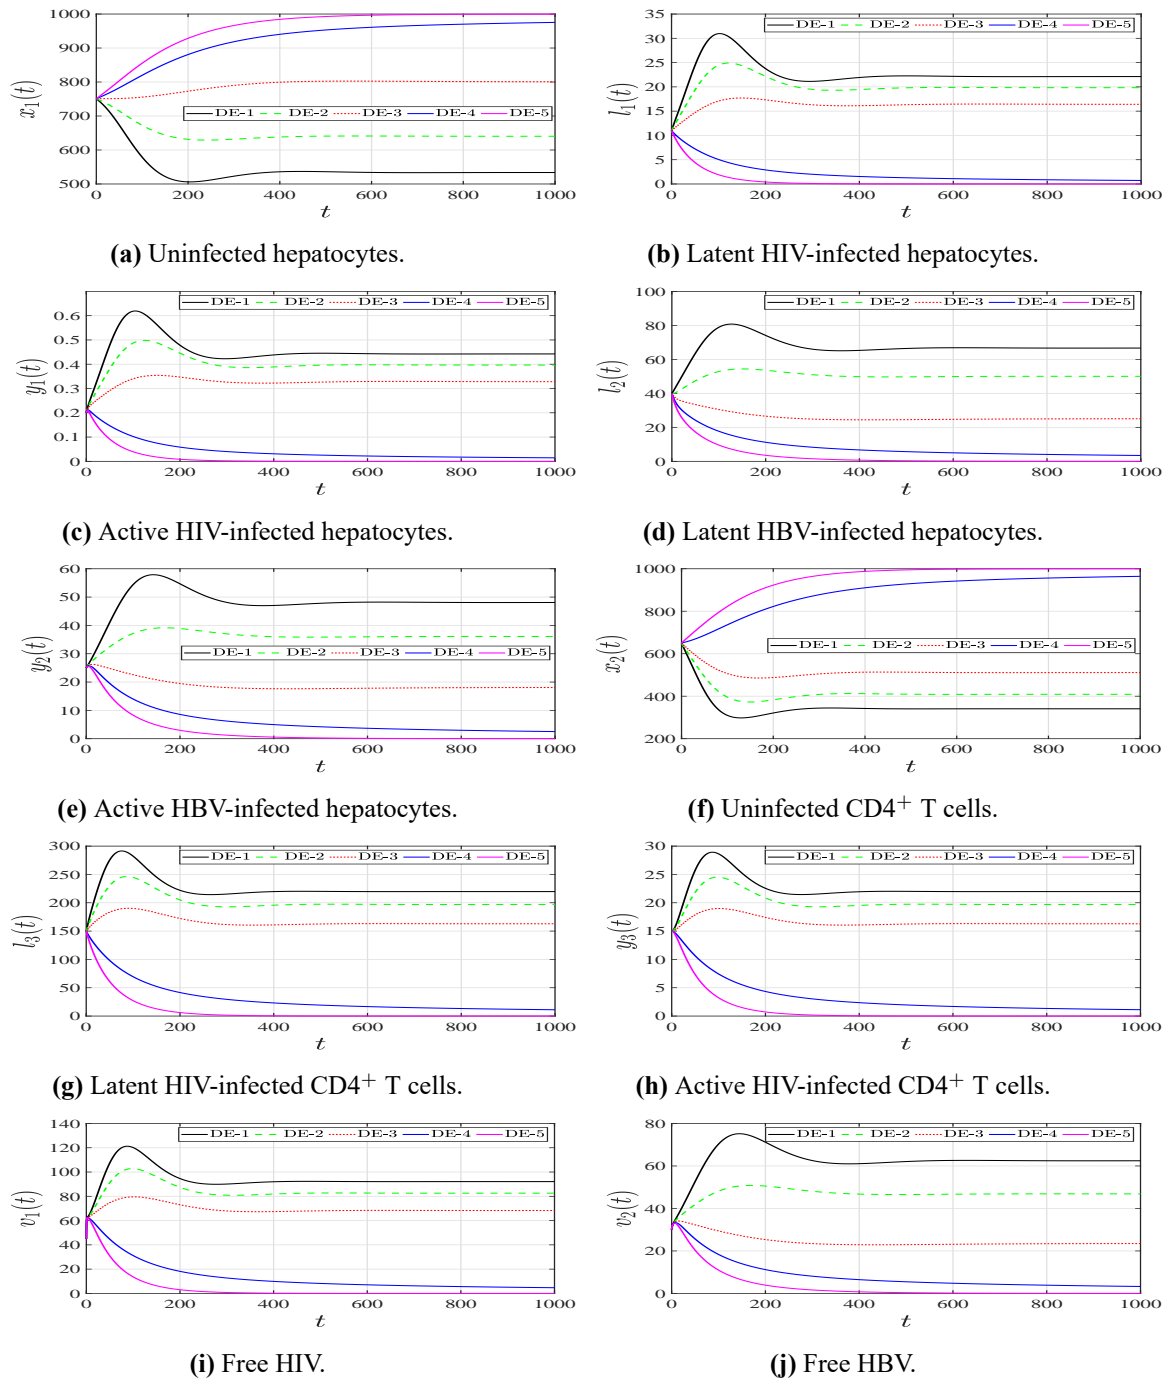 1000
900
800
700
600
500
x₁(t)
DE-1 DE-2 DE-3 DE-4 DE-5
0 200 400 600 800 1000
t
(a) Uninfected hepatocytes.
35
30
25
20
15
10
5
0
l₁(t)
DE-1 DE-2 DE-3 DE-4 DE-5
0 200 400 600 800 1000
t
(b) Latent HIV-infected hepatocytes.
0.6
0.5
0.4
0.3
0.2
0.1
0
y₁(t)
DE-1 DE-2 DE-3 DE-4 DE-5
0 200 400 600 800 1000
t
(c) Active HIV-infected hepatocytes.
100
80
60
40
20
0
l₂(t)
DE-1 DE-2 DE-3 DE-4 DE-5
0 200 400 600 800 1000
t
(d) Latent HBV-infected hepatocytes.
60
50
40
30
20
10
0
y₂(t)
DE-1 DE-2 DE-3 DE-4 DE-5
0 200 400 600 800 1000
t
(e) Active HBV-infected hepatocytes.
1000
800
600
400
200
x₂(t)
DE-1 DE-2 DE-3 DE-4 DE-5
0 200 400 600 800 1000
t
(f) Uninfected CD4⁺ T cells.
300
250
200
150
100
50
0
l₃(t)
DE-1 DE-2 DE-3 DE-4 DE-5
0 200 400 600 800 1000
t
(g) Latent HIV-infected CD4⁺ T cells.
30
25
20
15
10
5
0
y₃(t)
DE-1 DE-2 DE-3 DE-4 DE-5
0 200 400 600 800 1000
t
(h) Active HIV-infected CD4⁺ T cells.
140
120
100
80
60
40
20
0
v₁(t)
DE-1 DE-2 DE-3 DE-4 DE-5
0 200 400 600 800 1000
t
(i) Free HIV.
80
60
40
20
0
v₂(t)
DE-1 DE-2 DE-3 DE-4 DE-5
0 200 400 600 800 1000
t
(j) Free HBV.